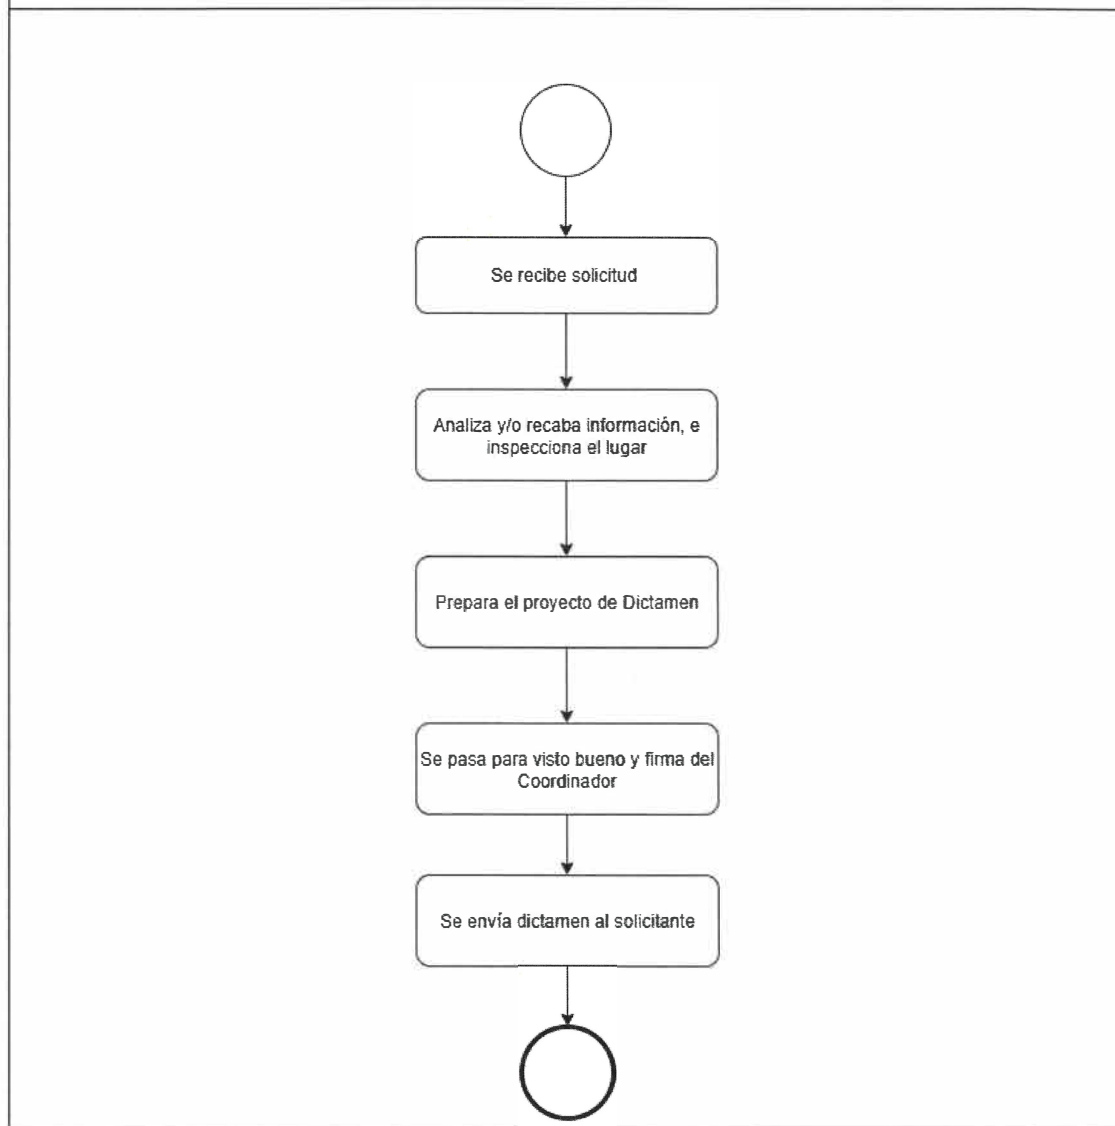 Se recibe solicitud
Analiza y/o recaba información, e
inspecciona el lugar
Prepara el proyecto de Dictamen
Se pasa para visto bueno y firma del
Coordinador
Se envía dictamen al solicitante